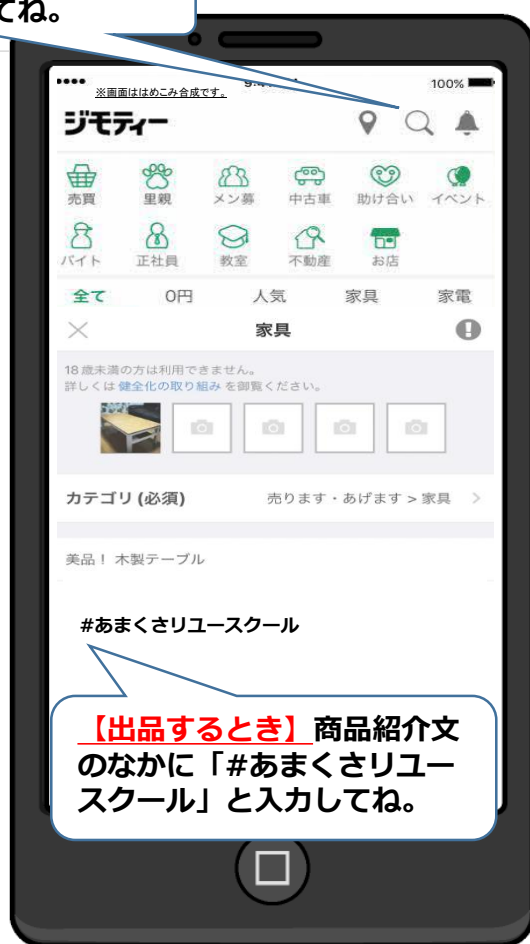 てね。
※画面ははめこみ合成です。
100%
ジモティー
売買 里親 メン募 中古車 助け合い イベント
バイト 正社員 教室 不動産 お店
全て 0円 人気 家具 家電
家具
18歳未満の方は利用できません。
詳しくは健全化の取り組みを御覧ください。
カテゴリ (必須) 売ります・あげます > 家具 >
美品！ 木製テーブル
#あまくさリユースクール
【出品するとき】商品紹介文
のなかに「#あまくさリユー
スクール」と入力してね。